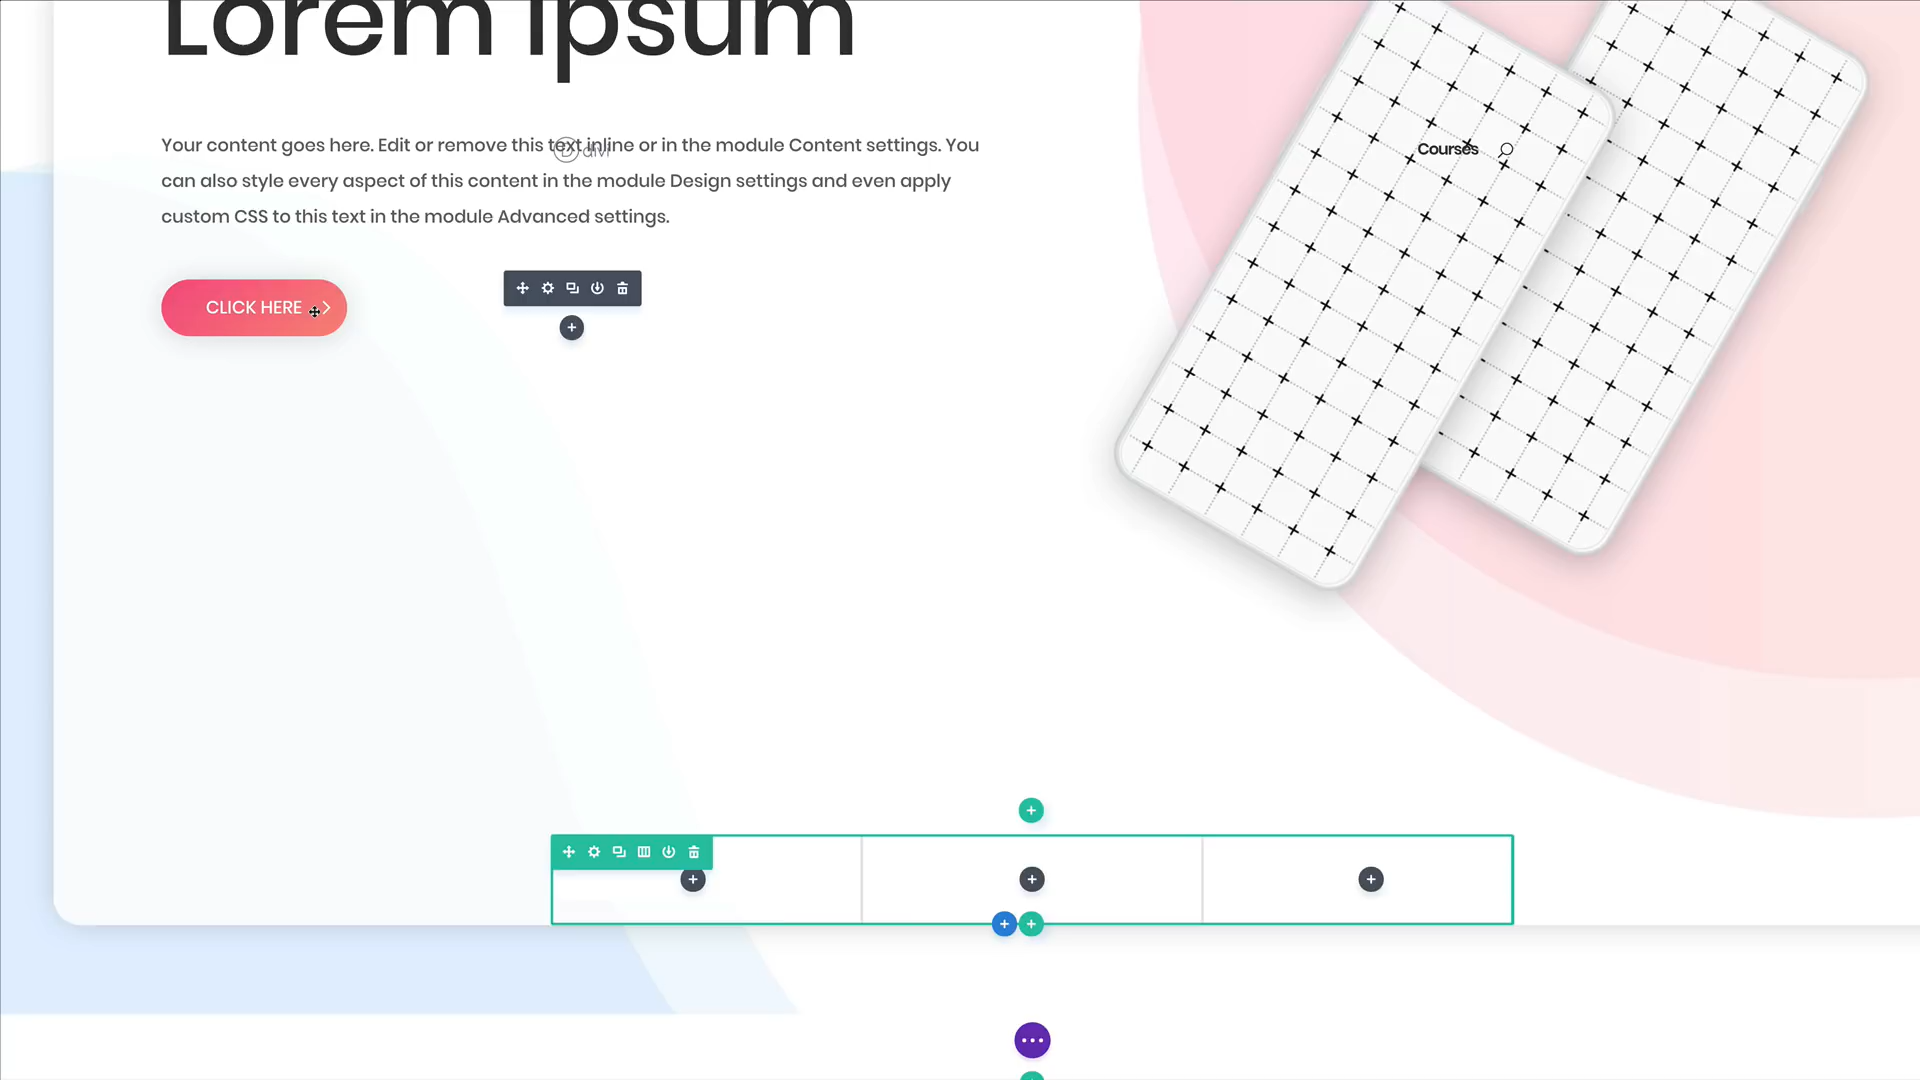 Lorem Ipsum
Your content goes here. Edit or remove this text inline or in the module Content settings. You
can also style every aspect of this content in the module Design settings and even apply
custom CSS to this text in the module Advanced settings.
divi
Courses
CLICK HERE